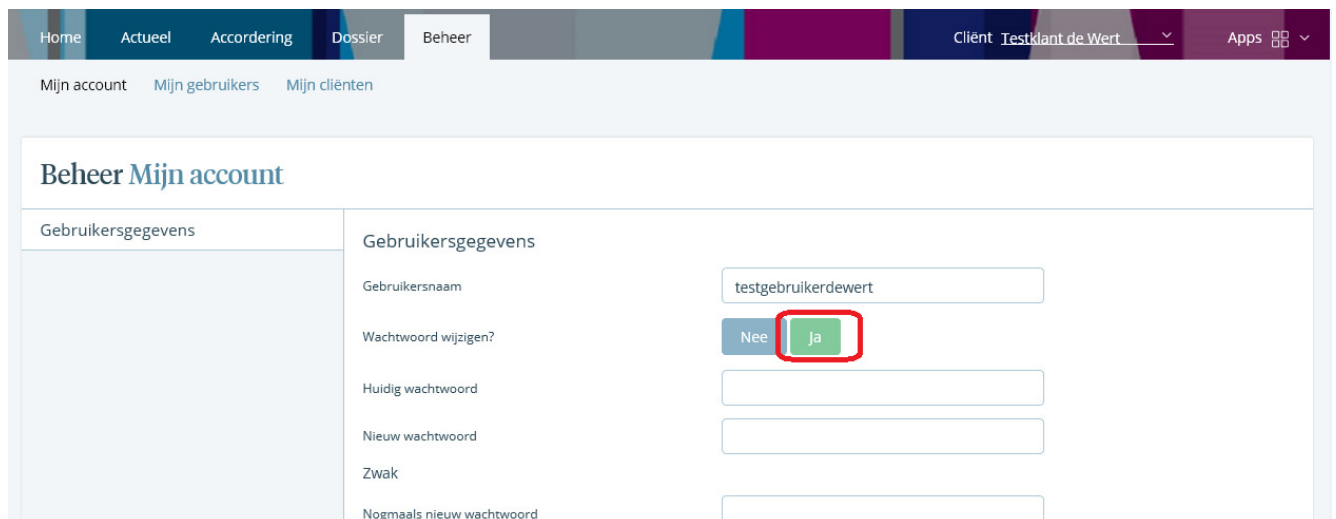 Home Actueel Accordering Dossier Beheer Cliënt Testklant de Wert Apps
Mijn account Mijn gebruikers Mijn cliënten
Beheer Mijn account
Gebruikersgegevens
Gebruikersgegevens
Gebruikersnaam testgebruikerdewert
Wachtwoord wijzigen? Nee Ja
Huidig wachtwoord
Nieuw wachtwoord
Zwak
Nogmaals nieuw wachtwoord